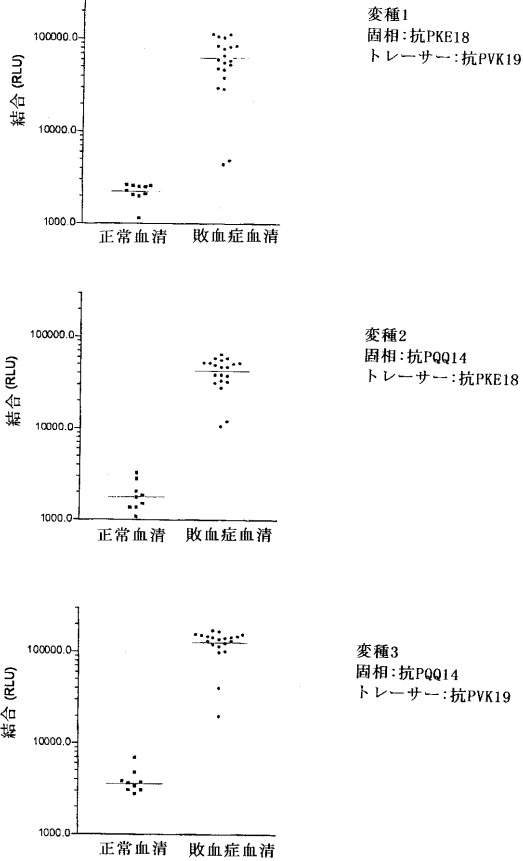 変種1
固相:抗PKE18
トレーサー:抗PVK19
結合 (RLU)
100000.0
10000.0
1000.0
正常血清 敗血症血清
変種2
固相:抗PQQ14
トレーサー:抗PKE18
結合 (RLU)
100000.0
10000.0
1000.0
正常血清 敗血症血清
変種3
固相:抗PQQ14
トレーサー:抗PVK19
結合 (RLU)
100000.0
10000.0
1000.0
正常血清 敗血症血清